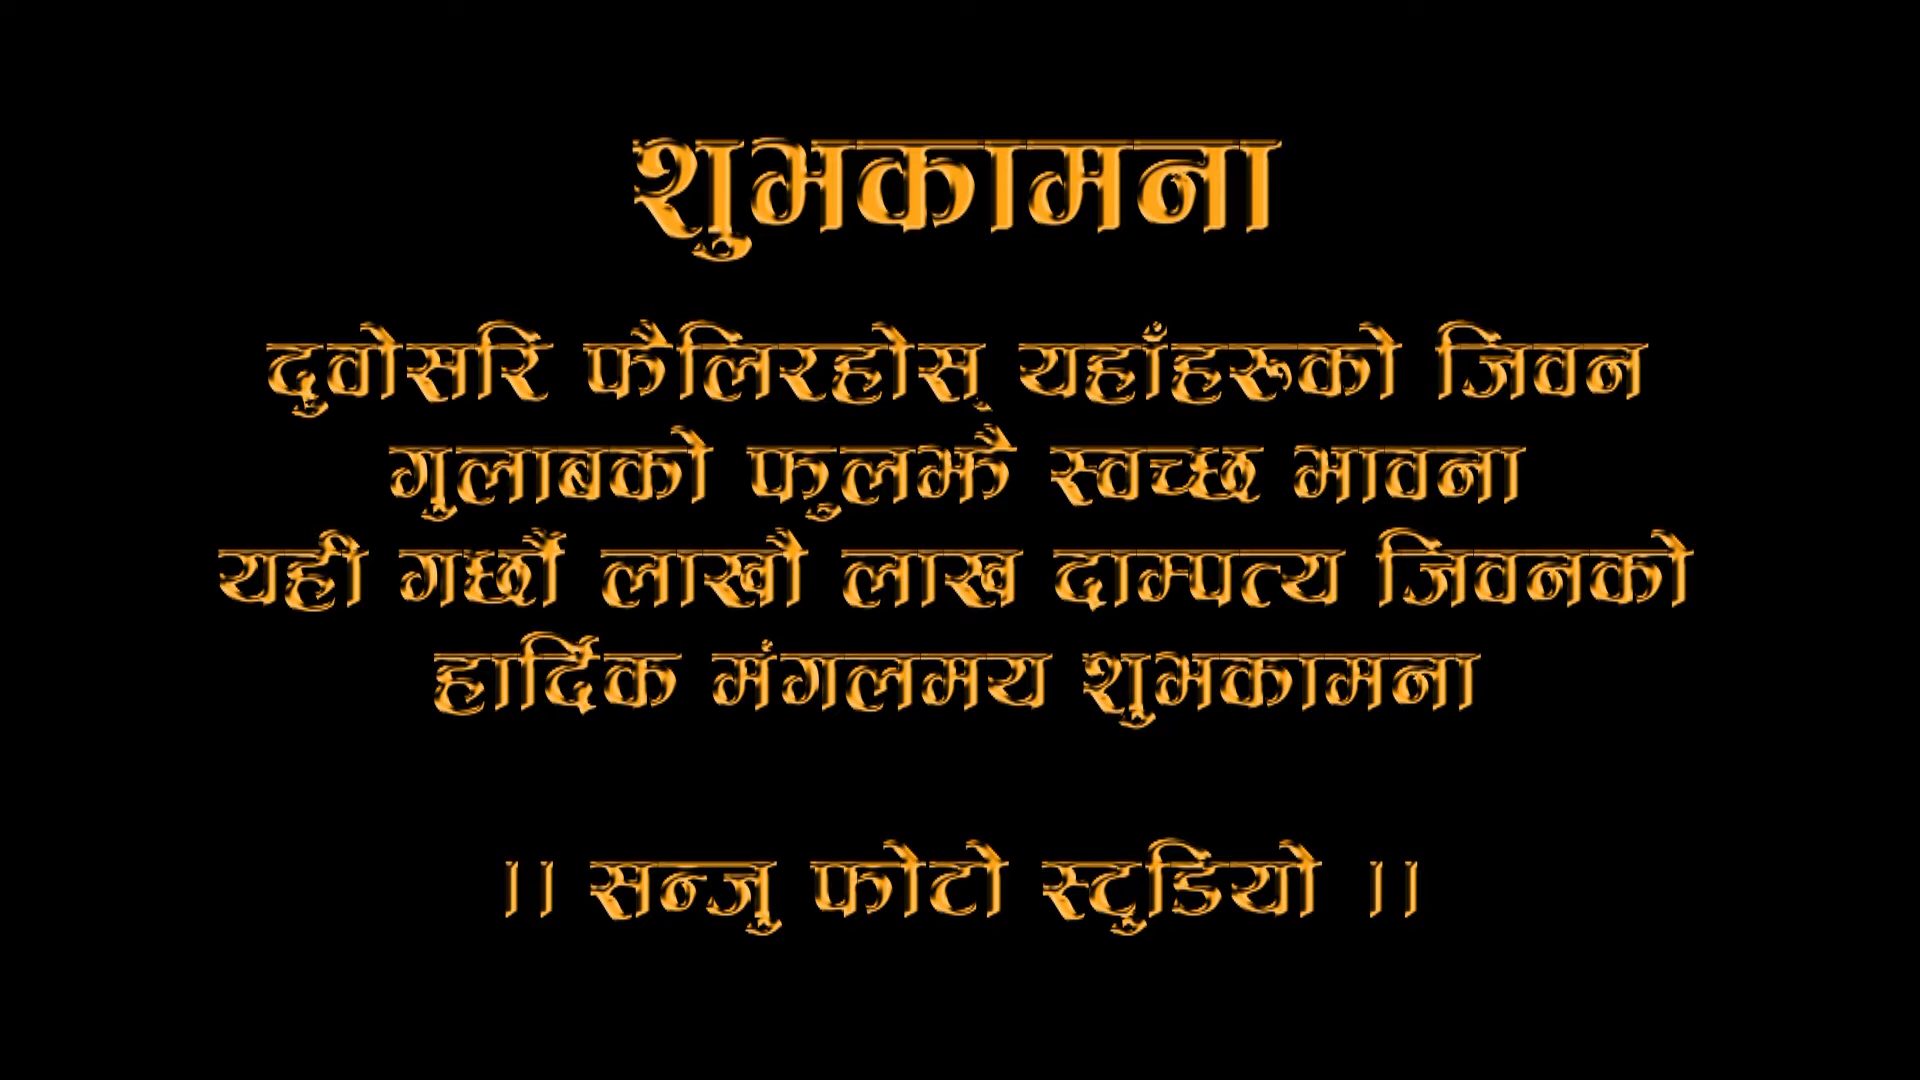 शुभकामना
दुवोसरि फैलिरहोस् यहाँहरूको जिवन
गुलाबको फुलझैं स्वच्छ भावना
यही गर्छौं लाखौं लाख दाम्पत्य जिवनको
हार्दिक मंगलमय शुभकामना
।। सन्जु फोटो स्टुडियो ।।